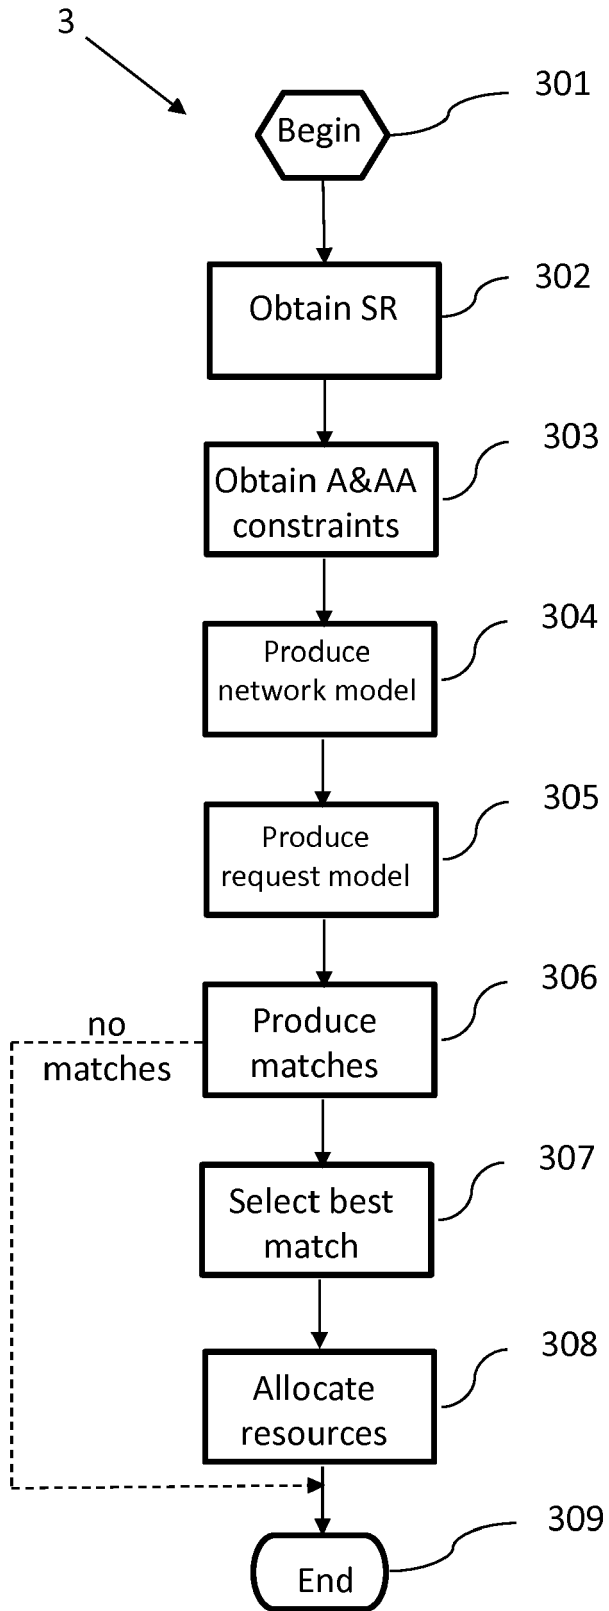 3
301
Begin
302
Obtain SR
303
Obtain A&AA
constraints
304
Produce
network model
305
Produce
request model
306
Produce
matches
no
matches
307
Select best
match
308
Allocate
resources
309
End